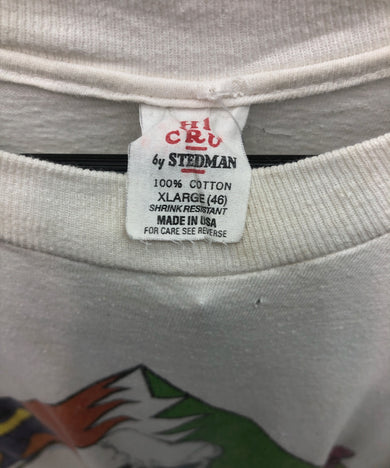 HI
CRU
by STEDMAN
100% COTTON
XLARGE (46)
SHRINK RESISTANT
MADE IN USA
FOR CARE SEE REVERSE